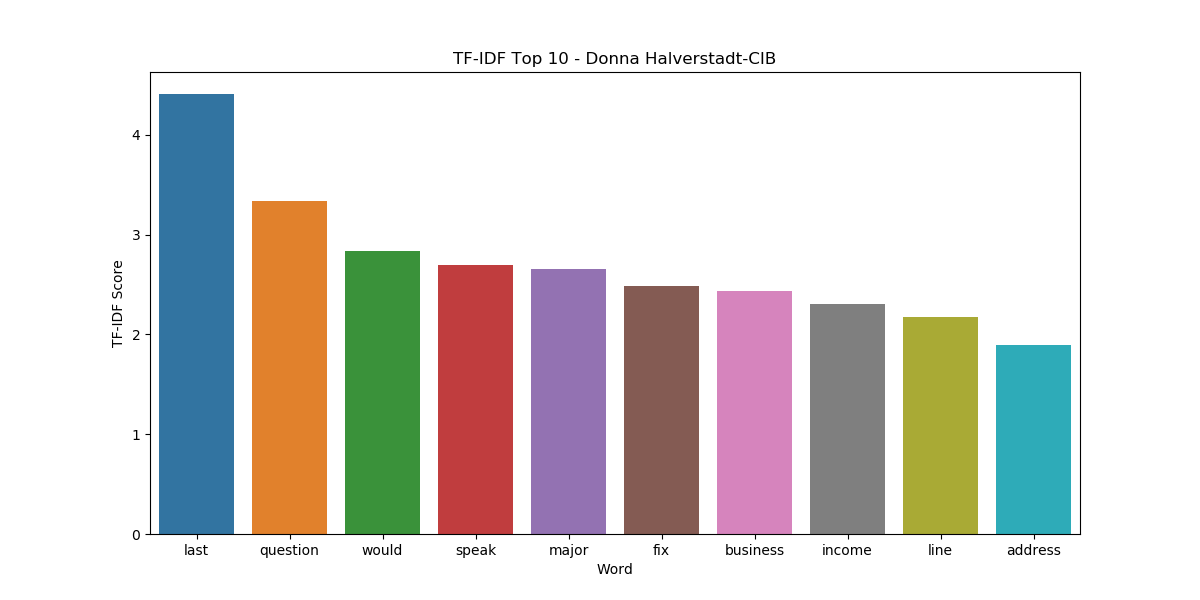 TF-IDF Top 10 - Donna Halverstadt-CIB
TF-IDF Score
4
3
2
1
0
last question would speak major fix business income line address
Word